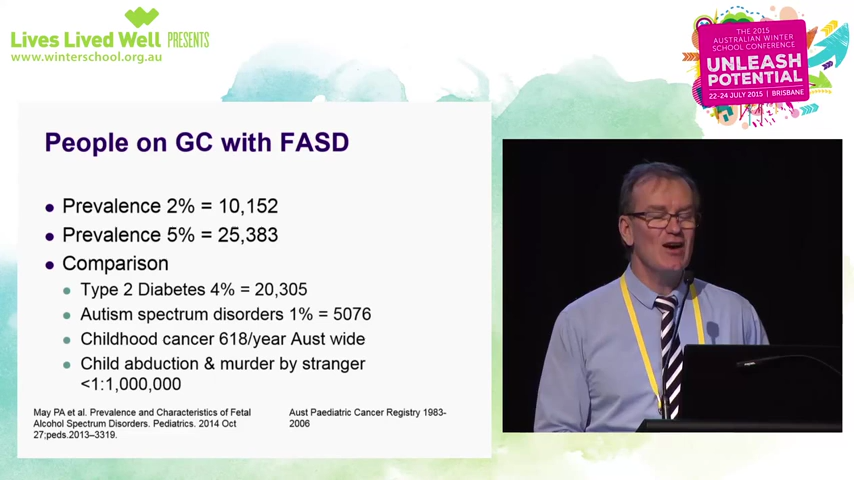 Lives Lived Well PRESENTS
www.winterschool.org.au
THE 2015
AUSTRALIAN WINTER
SCHOOL CONFERENCE
UNLEASH
POTENTIAL
22-24 JULY 2015 | BRISBANE
People on GC with FASD
Prevalence 2% = 10,152
Prevalence 5% = 25,383
Comparison
Type 2 Diabetes 4% = 20,305
Autism spectrum disorders 1% = 5076
Childhood cancer 618/year Aust wide
Child abduction & murder by stranger
<1:1,000,000
May PA et al. Prevalence and Characteristics of Fetal
Alcohol Spectrum Disorders. Pediatrics. 2014 Oct
27;peds.2013–3319.
Aust Paediatric Cancer Registry 1983-
2006